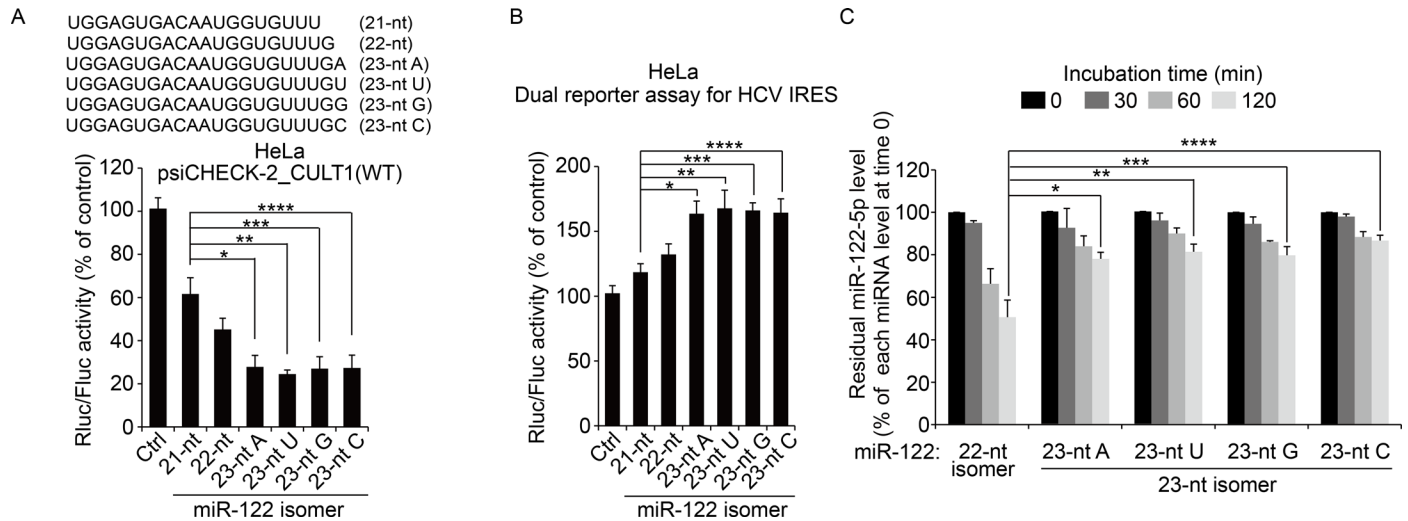 A
UGGAGUGACAAUGGUGUUU (21-nt)
UGGAGUGACAAUGGUGUUUG (22-nt)
UGGAGUGACAAUGGUGUUUGA (23-nt A)
UGGAGUGACAAUGGUGUUUGU (23-nt U)
UGGAGUGACAAUGGUGUUUGG (23-nt G)
UGGAGUGACAAUGGUGUUUGC (23-nt C)
HeLa
psiCHECK-2_CULT1(WT)
Rluc/Fluc activity (% of control)
120
100
80
60
40
20
0
****
***
**
*
Ctrl
21-nt
22-nt
23-nt A
23-nt U
23-nt G
23-nt C
miR-122 isomer
B
HeLa
Dual reporter assay for HCV IRES
Rluc/Fluc activity (% of control)
200
150
100
50
0
****
***
**
*
Ctrl
21-nt
22-nt
23-nt A
23-nt U
23-nt G
23-nt C
miR-122 isomer
C
Incubation time (min)
0 30 60 120
Residual miR-122-5p level
(% of each miRNA level at time 0)
120
100
80
60
40
20
0
****
***
**
*
miR-122: 22-nt 23-nt A 23-nt U 23-nt G 23-nt C
isomer
23-nt isomer